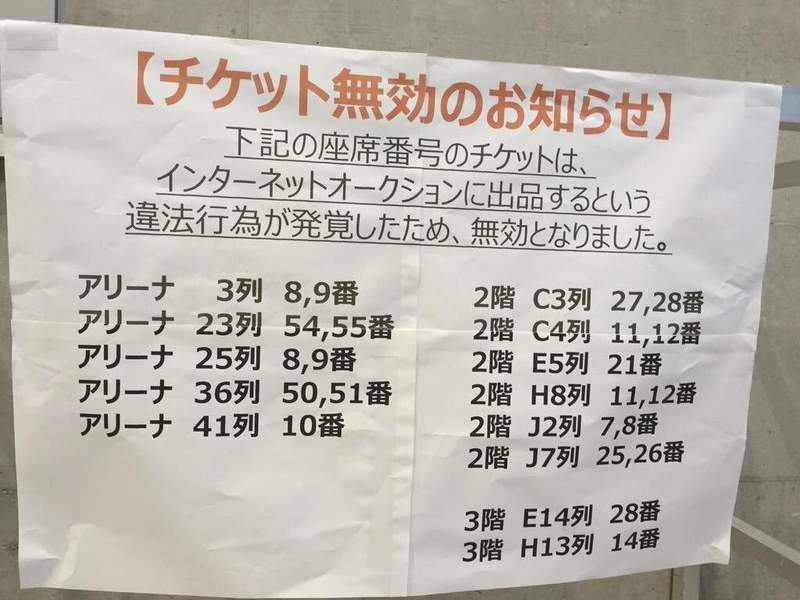 【チケット無効のお知らせ】
下記の座席番号のチケットは、
インターネットオークションに出品するという
違法行為が発覚したため、無効となりました。
アリーナ 3列 8,9番
アリーナ 23列 54,55番
アリーナ 25列 8,9番
アリーナ 36列 50,51番
アリーナ 41列 10番
2階 C3列 27,28番
2階 C4列 11,12番
2階 E5列 21番
2階 H8列 11,12番
2階 J2列 7,8番
2階 J7列 25,26番
3階 E14列 28番
3階 H13列 14番